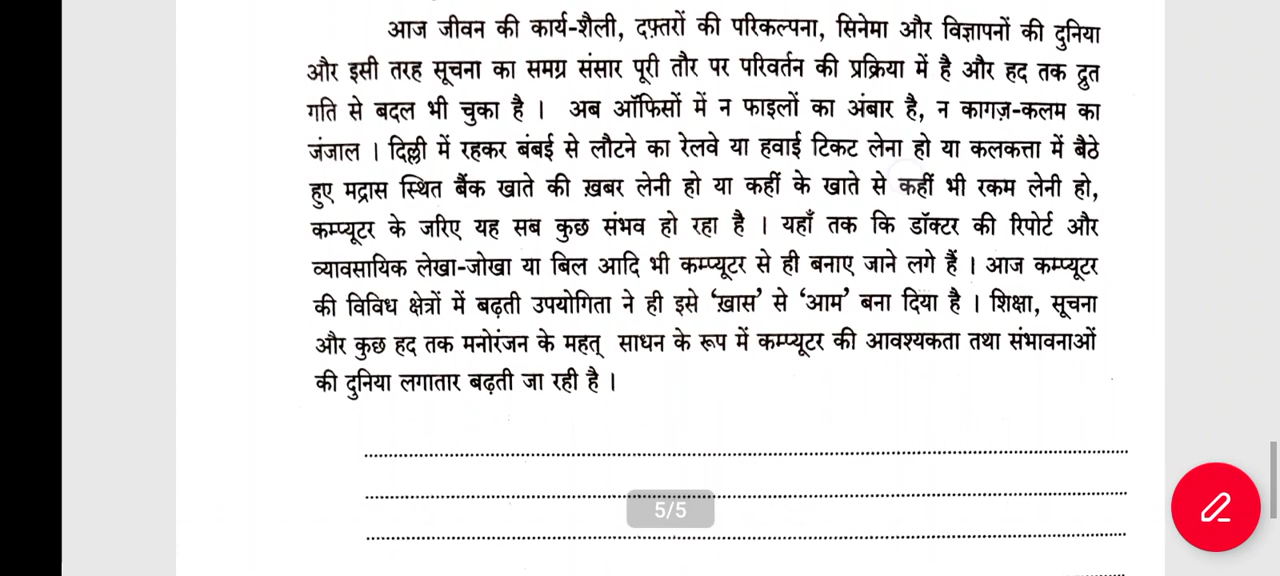 आज जीवन की कार्य-शैली, दफ़्तरों की परिकल्पना, सिनेमा और विज्ञापनों की दुनिया
और इसी तरह सूचना का समग्र संसार पूरी तौर पर परिवर्तन की प्रक्रिया में है और हद तक द्रुत
गति से बदल भी चुका है । अब ऑफिसों में न फाइलों का अंबार है, न कागज़-कलम का
जंजाल । दिल्ली में रहकर बंबई से लौटने का रेलवे या हवाई टिकट लेना हो या कलकत्ता में बैठे
हुए मद्रास स्थित बैंक खाते की ख़बर लेनी हो या कहीं के खाते से कहीं भी रकम लेनी हो,
कम्प्यूटर के जरिए यह सब कुछ संभव हो रहा है । यहाँ तक कि डॉक्टर की रिपोर्ट और
व्यावसायिक लेखा-जोखा या बिल आदि भी कम्प्यूटर से ही बनाए जाने लगे हैं । आज कम्प्यूटर
की विविध क्षेत्रों में बढ़ती उपयोगिता ने ही इसे ‘ख़ास’ से ‘आम’ बना दिया है । शिक्षा, सूचना
और कुछ हद तक मनोरंजन के महत् साधन के रूप में कम्प्यूटर की आवश्यकता तथा संभावनाओं
की दुनिया लगातार बढ़ती जा रही है ।
5/5